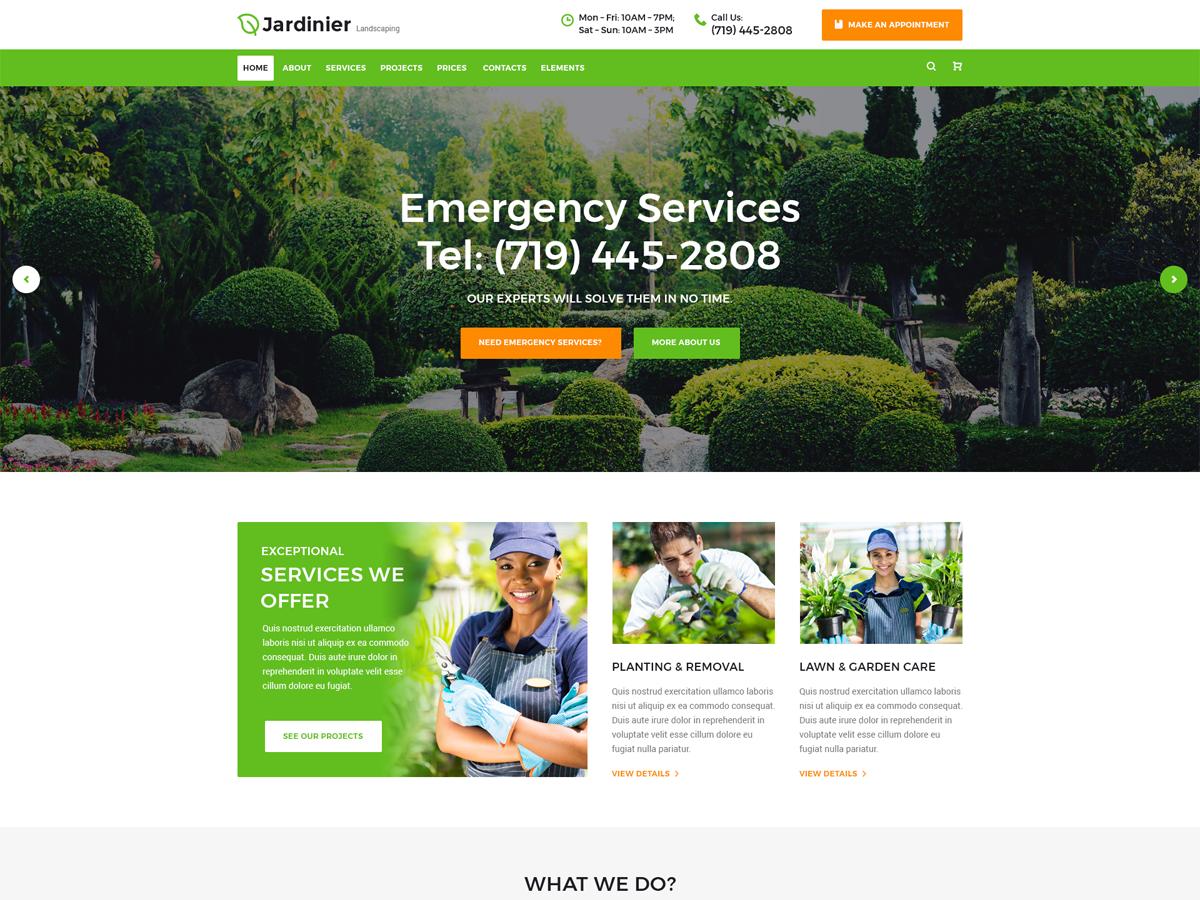 Jardinier Landscaping
Mon – Fri: 10AM – 7PM;
Sat – Sun: 10AM – 3PM
Call Us:
(719) 445-2808
MAKE AN APPOINTMENT
HOME ABOUT SERVICES PROJECTS PRICES CONTACTS ELEMENTS
Emergency Services
Tel: (719) 445-2808
OUR EXPERTS WILL SOLVE THEM IN NO TIME.
NEED EMERGENCY SERVICES?
MORE ABOUT US
EXCEPTIONAL
SERVICES WE
OFFER
Quis nostrud exercitation ullamco
laboris nisi ut aliquip ex ea commodo
consequat. Duis aute irure dolor in
reprehenderit in voluptate velit esse
cillum dolore eu fugiat.
SEE OUR PROJECTS
PLANTING & REMOVAL
Quis nostrud exercitation ullamco laboris
nisi ut aliquip ex ea commodo consequat.
Duis aute irure dolor in reprehenderit in
voluptate velit esse cillum dolore eu
fugiat nulla pariatur.
VIEW DETAILS
LAWN & GARDEN CARE
Quis nostrud exercitation ullamco laboris
nisi ut aliquip ex ea commodo consequat.
Duis aute irure dolor in reprehenderit in
voluptate velit esse cillum dolore eu
fugiat nulla pariatur.
VIEW DETAILS
WHAT WE DO?